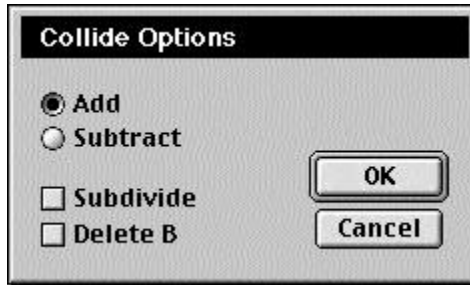 Collide Options
Add
Subtract
Subdivide
Delete B
OK
Cancel